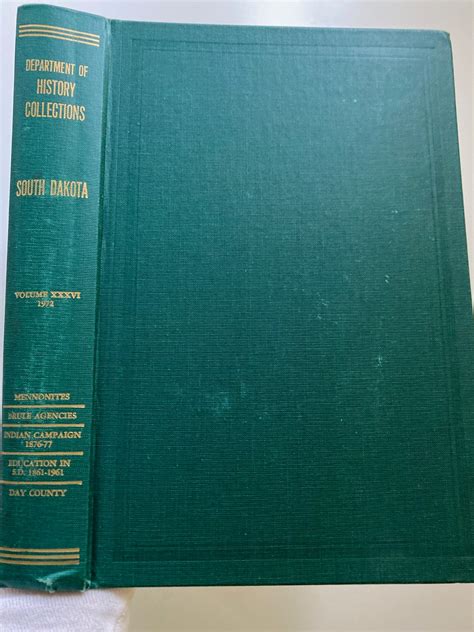 DEPARTMENT OF
HISTORY
COLLECTIONS
SOUTH DAKOTA
VOLUME XXXVI
1972
MENNONITES
BRULE AGENCIES
INDIAN CAMPAIGN
1876-77
EDUCATION IN
S.D. 1861-1961
DAY COUNTY